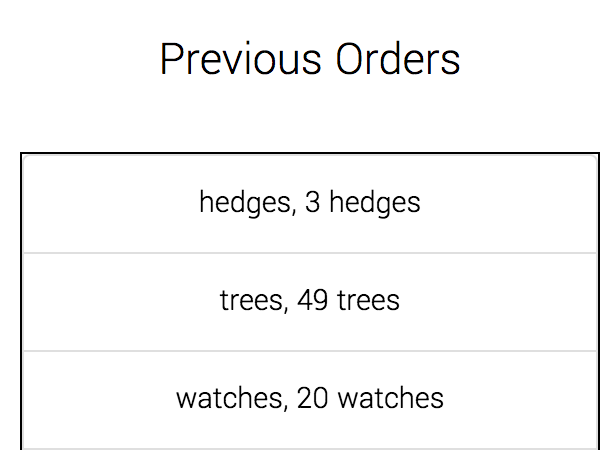 Previous Orders
hedges, 3 hedges
trees, 49 trees
watches, 20 watches